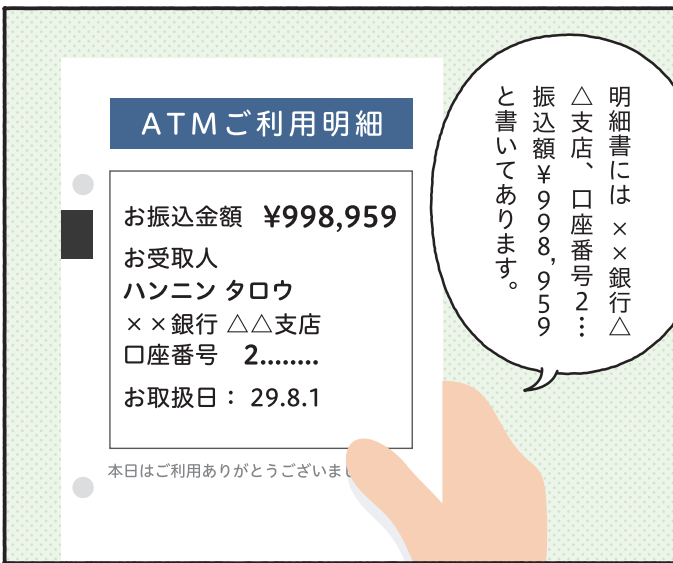 ATMご利用明細
お振込金額 ¥998,959
お受取人
ハンニン タロウ
××銀行 △△支店
口座番号 2........
お取扱日： 29.8.1
本日はご利用ありがとうございまし
明細書には ××銀行△
△支店、口座番号2…
振込額¥998,959
と書いてあります。